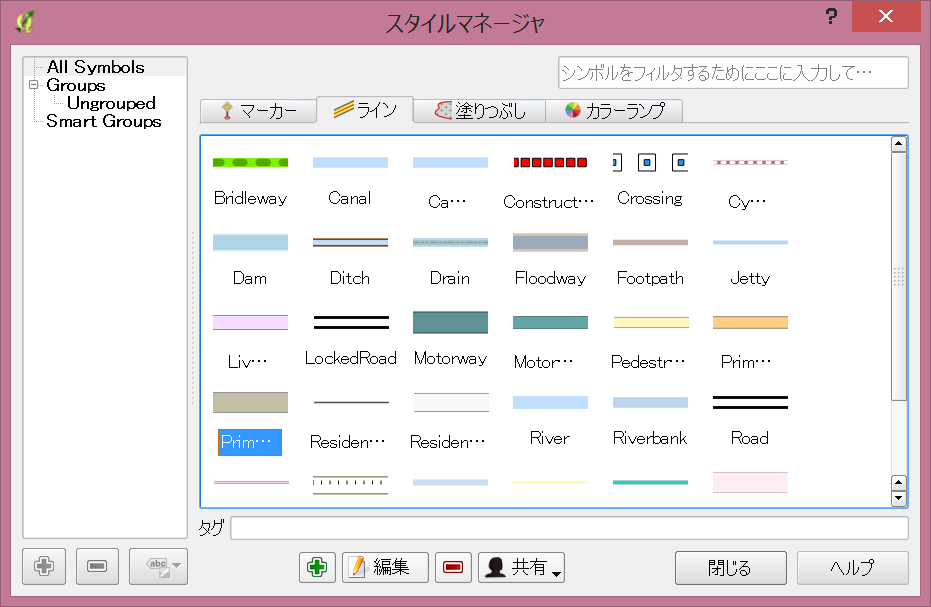 スタイルマネージャ
?
All Symbols
Groups
Ungrouped
Smart Groups
シンボルをフィルタするためにここに入力して…
マーカー ライン 塗りつぶし カラーランプ
Bridleway Canal Ca… Construct… Crossing Cy…
Dam Ditch Drain Floodway Footpath Jetty
Liv… LockedRoad Motorway Motor… Pedestr… Prim…
Prim… Residen… Residen… River Riverbank Road
タグ
abc 編集 共有 閉じる ヘルプ